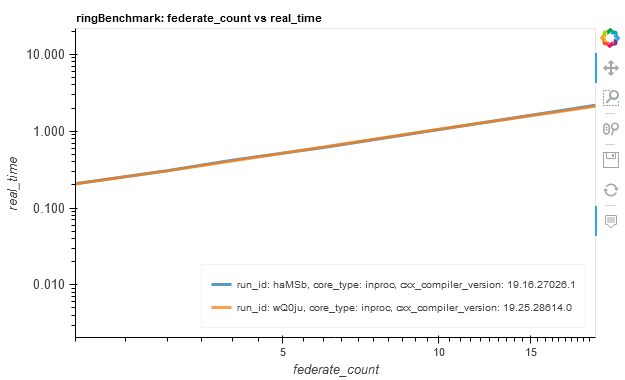 ringBenchmark: federate_count vs real_time
10.000
1.000
0.100
0.010
real_time
run_id: haMSb, core_type: inproc, cxx_compiler_version: 19.16.27026.1
run_id: wQ0ju, core_type: inproc, cxx_compiler_version: 19.25.28614.0
5
10
15
federate_count